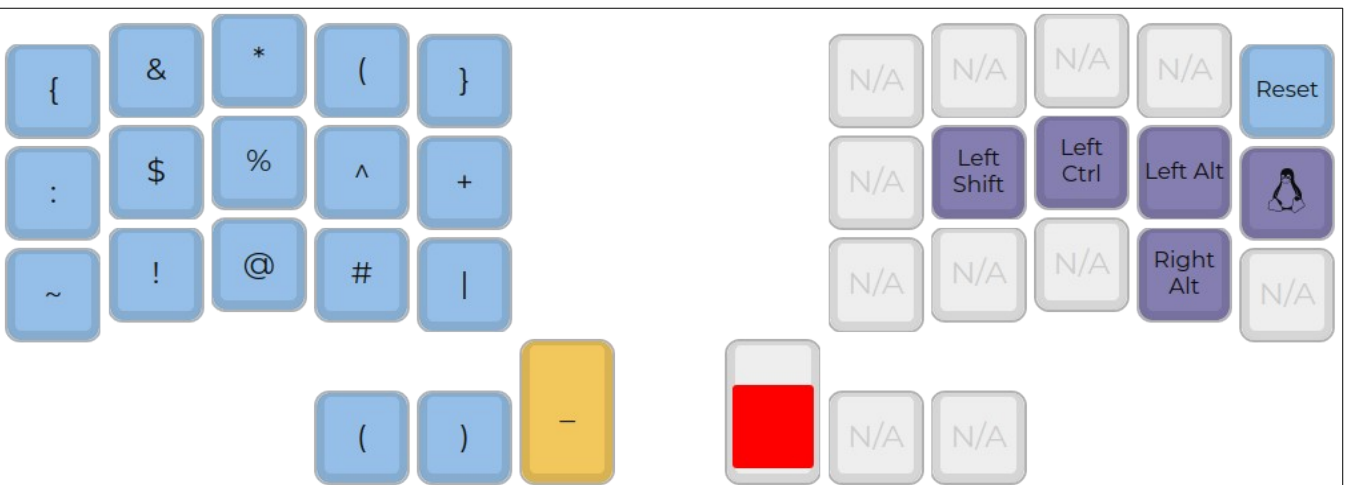 { & * ( } N/A N/A N/A N/A Reset
: $ % ^ + N/A Left Shift Left Ctrl Left Alt
~ ! @ # | N/A N/A N/A Right Alt N/A
( ) _ N/A N/A